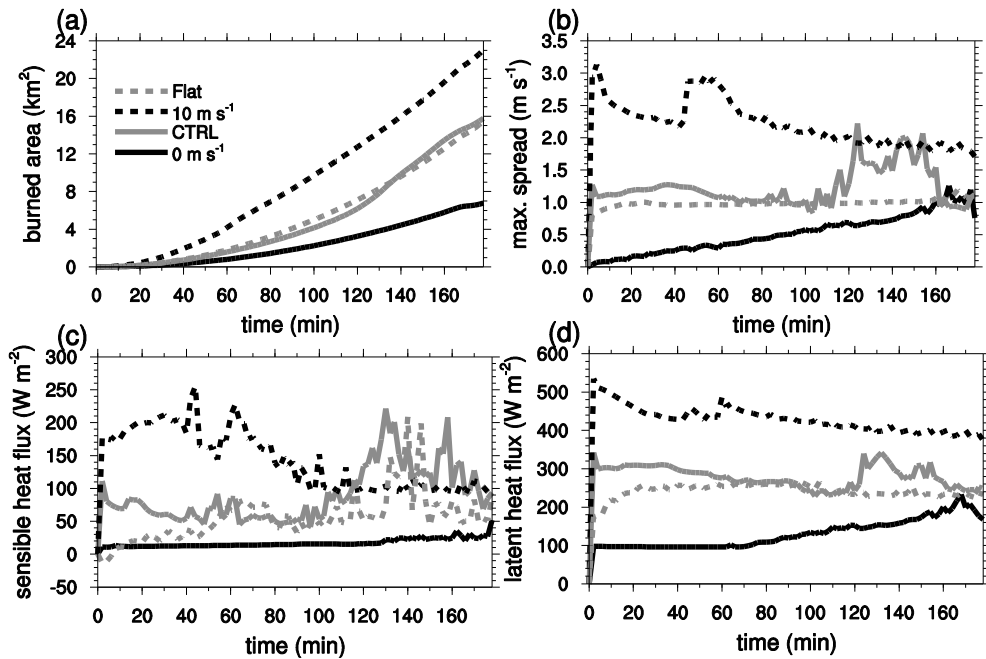 (a)
burned area (km²)
24
20
16
12
8
4
0
Flat
10 m s⁻¹
CTRL
0 m s⁻¹
0 20 40 60 80 100 120 140 160
time (min)
(b)
max. spread (m s⁻¹)
3.5
3.0
2.5
2.0
1.5
1.0
0.5
0.0
0 20 40 60 80 100 120 140 160
time (min)
(c)
sensible heat flux (W m⁻²)
300
250
200
150
100
50
0
-50
0 20 40 60 80 100 120 140 160
time (min)
(d)
latent heat flux (W m⁻²)
600
500
400
300
200
100
0
0 20 40 60 80 100 120 140 160
time (min)